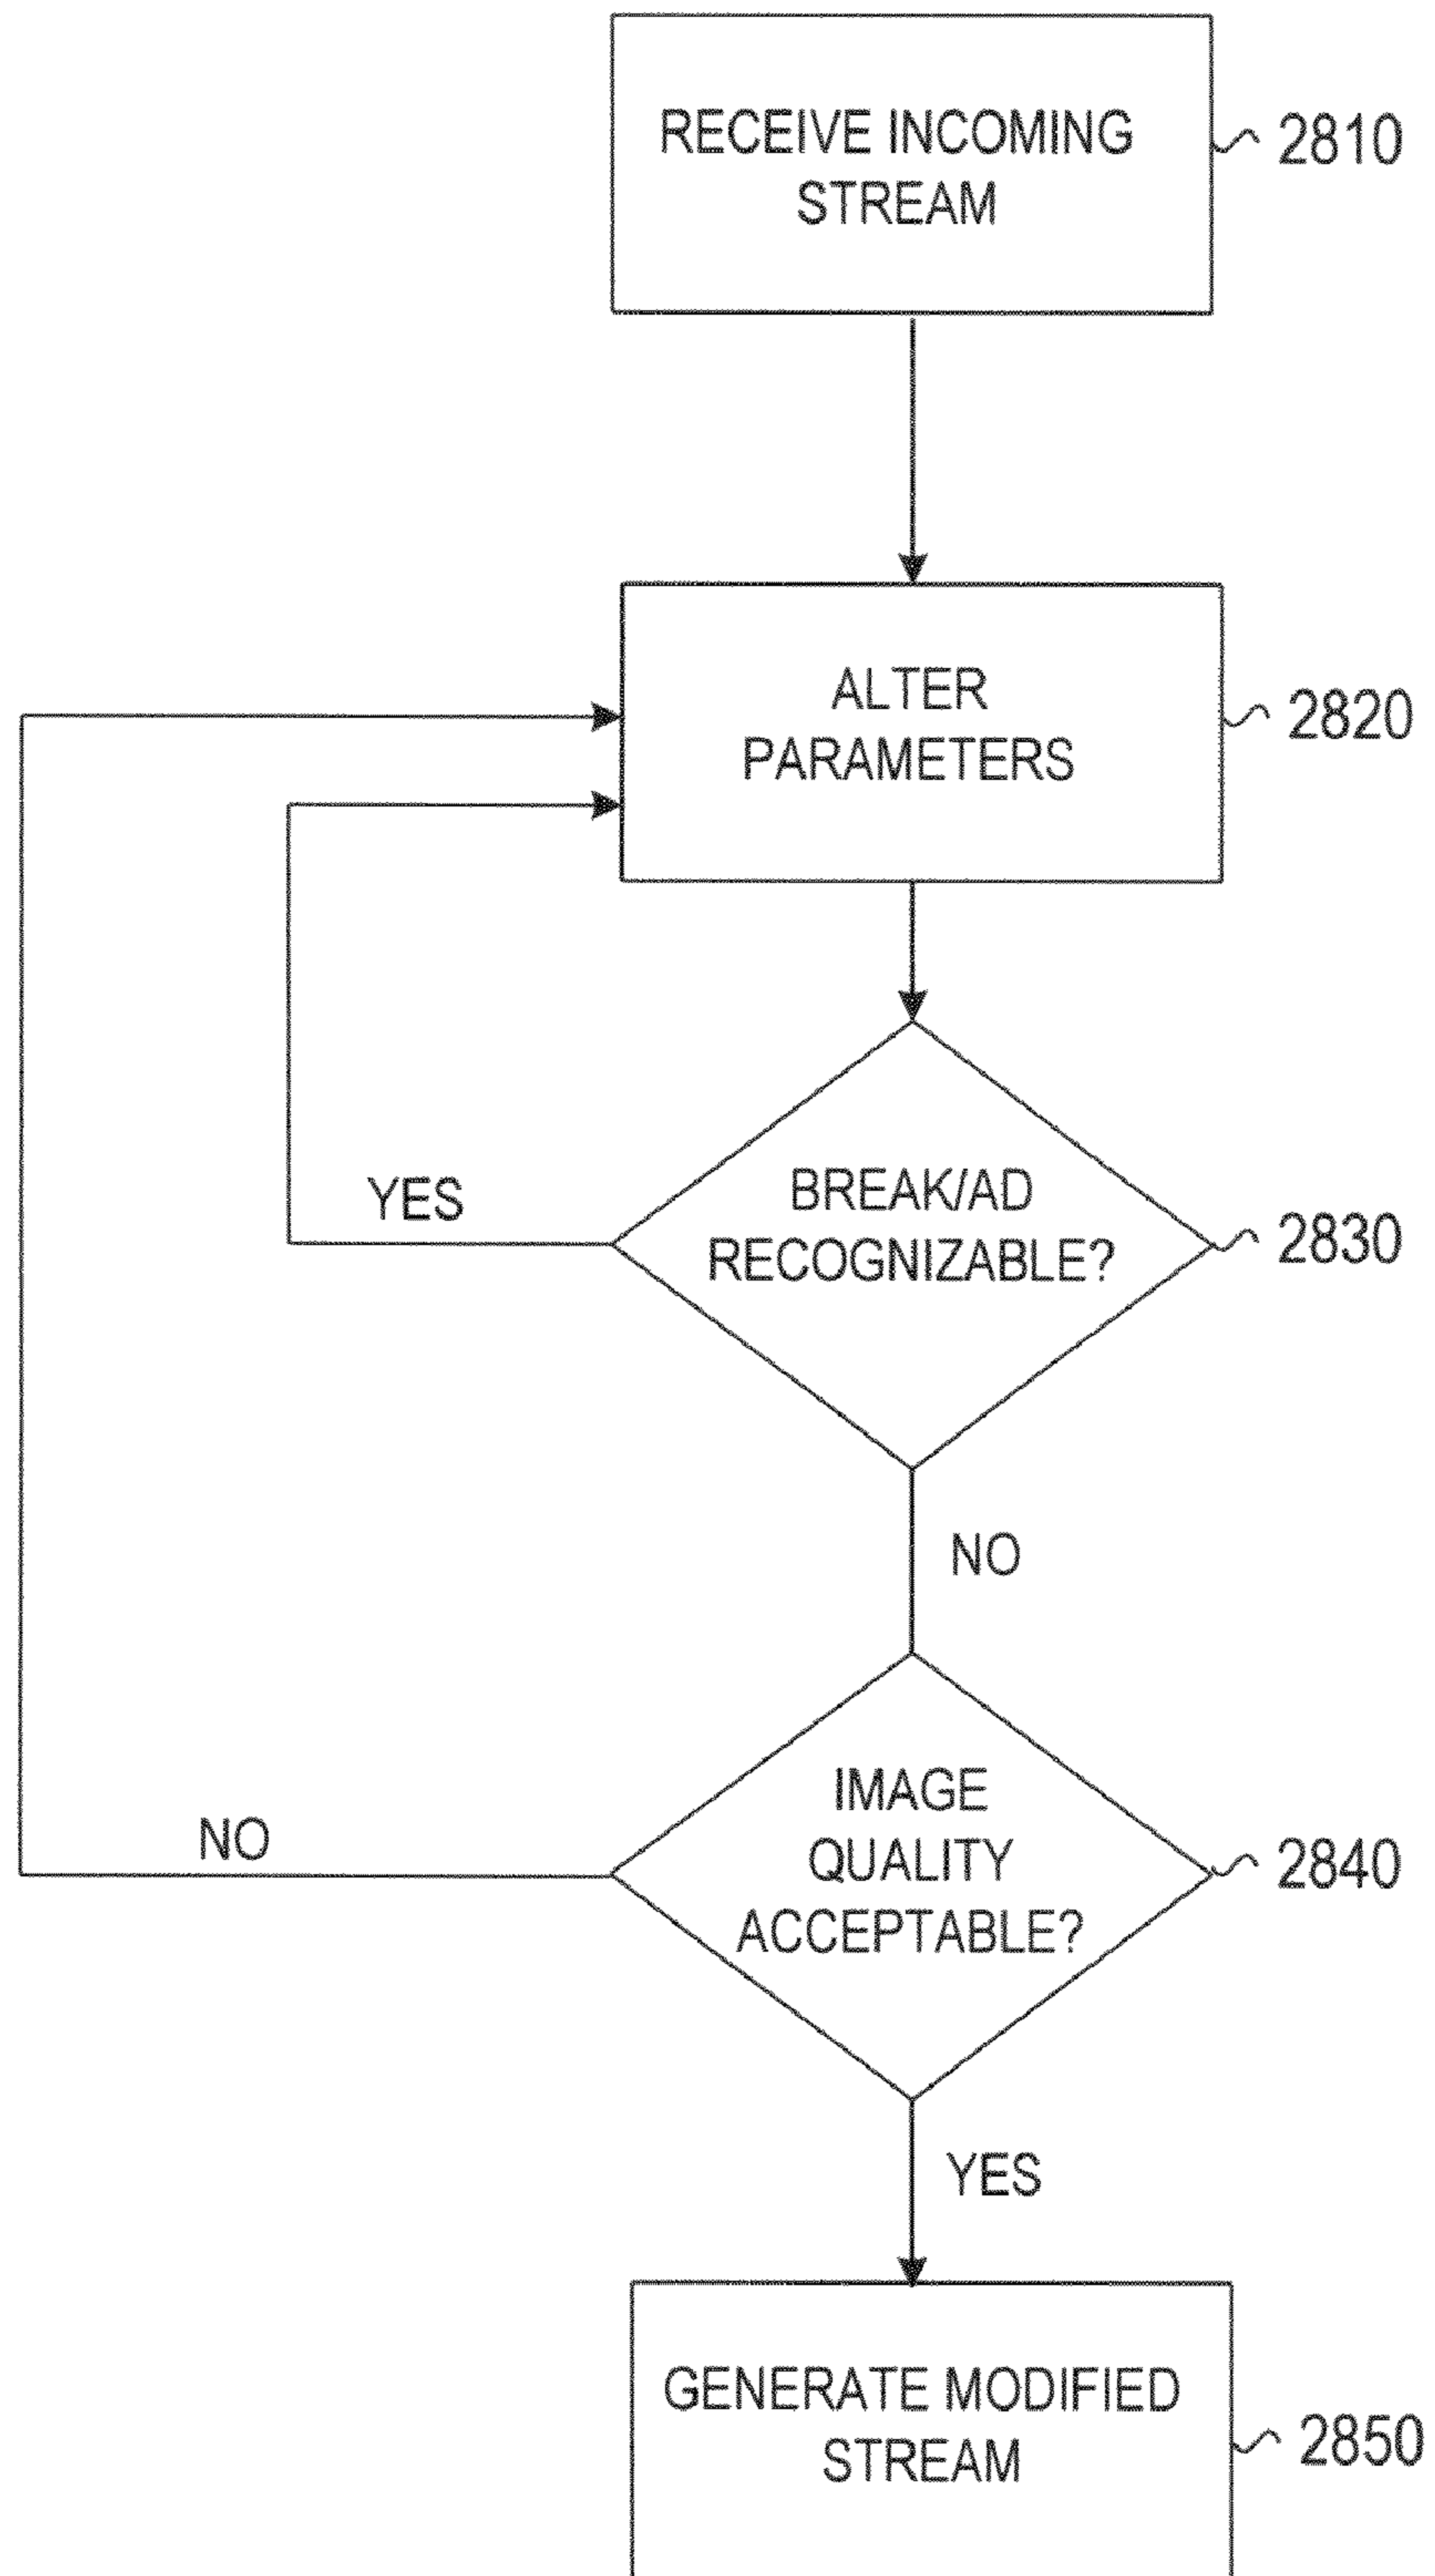 RECEIVE INCOMING
STREAM
2810
ALTER
PARAMETERS
2820
BREAK/AD
RECOGNIZABLE?
2830
YES
NO
IMAGE
QUALITY
ACCEPTABLE?
2840
NO
YES
GENERATE MODIFIED
STREAM
2850